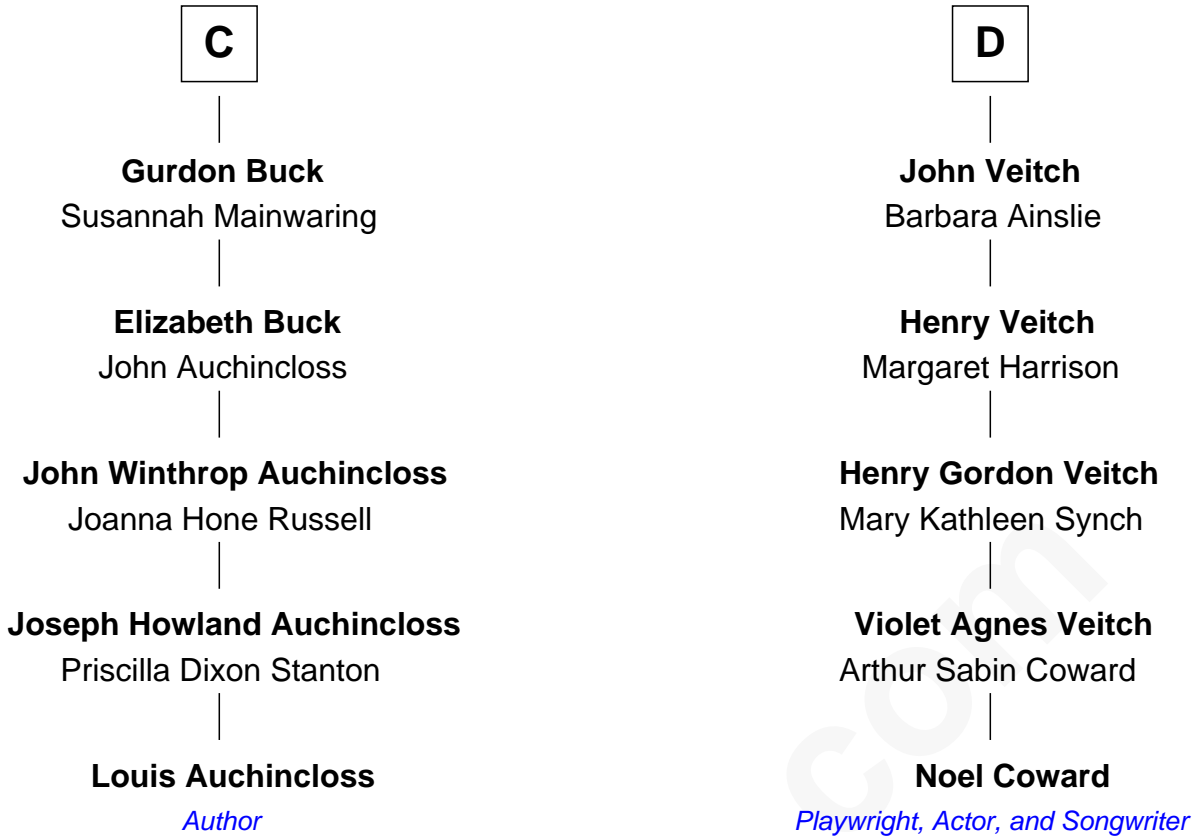 C
Gurdon Buck
Susannah Mainwaring
Elizabeth Buck
John Auchincloss
John Winthrop Auchincloss
Joanna Hone Russell
Joseph Howland Auchincloss
Priscilla Dixon Stanton
Louis Auchincloss
Author
D
John Veitch
Barbara Ainslie
Henry Veitch
Margaret Harrison
Henry Gordon Veitch
Mary Kathleen Synch
Violet Agnes Veitch
Arthur Sabin Coward
Noel Coward
Playwright, Actor, and Songwriter
com